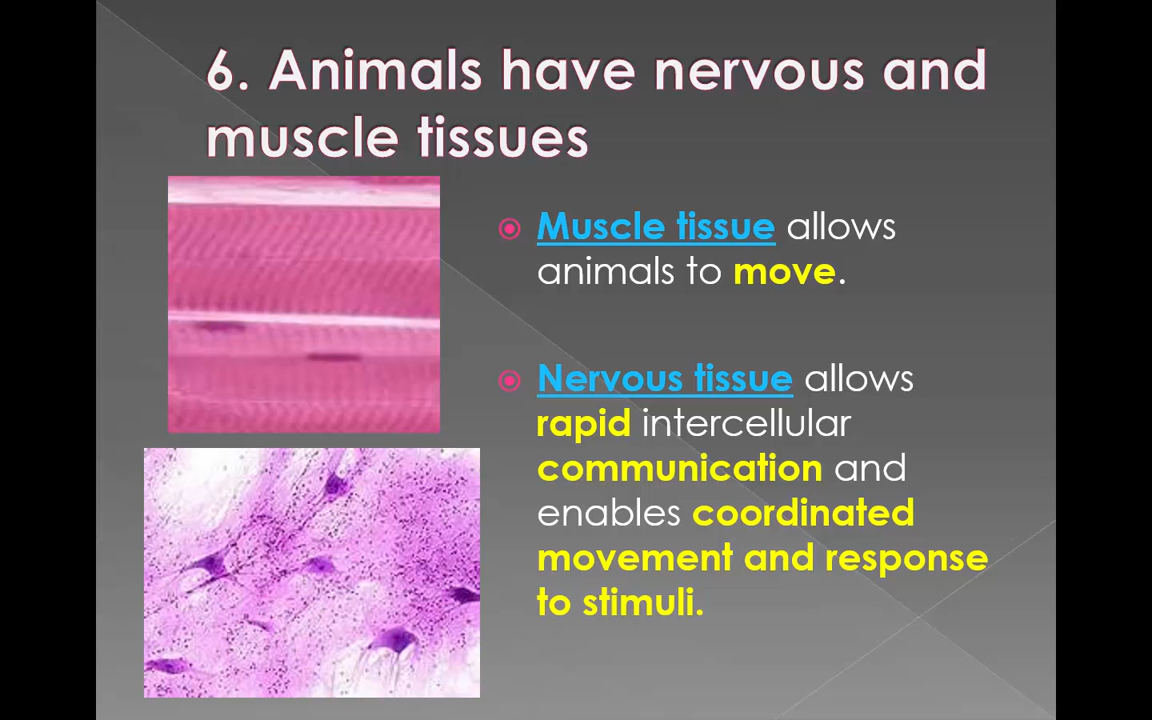 6. Animals have nervous and
muscle tissues
Muscle tissue allows
animals to move.
Nervous tissue allows
rapid intercellular
communication and
enables coordinated
movement and response
to stimuli.